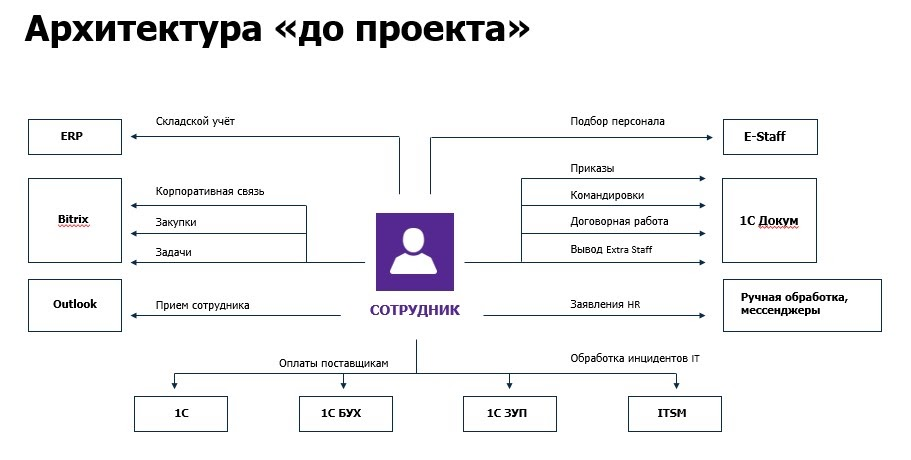 Архитектура «до проекта»
Складской учёт
Подбор персонала
ERP
E-Staff
Приказы
Корпоративная связь
Командировки
Bitrix
Закупки
Договорная работа
1С Докум
Задачи
Вывод Extra Staff
Outlook
Прием сотрудника
СОТРУДНИК
Заявления HR
Ручная обработка,
мессенджеры
Оплаты поставщикам
Обработка инцидентов IT
1С
1С БУХ
1С ЗУП
ITSM